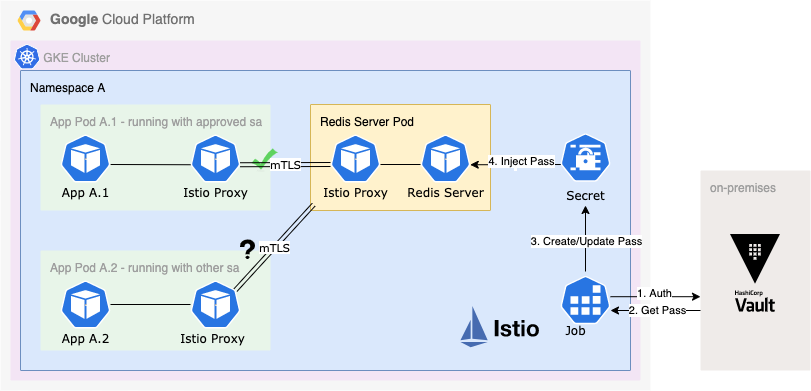 Google Cloud Platform
GKE Cluster
Namespace A
App Pod A.1 - running with approved sa
App A.1
Istio Proxy
mTLS
Redis Server Pod
Istio Proxy
Redis Server
4. Inject Pass
Secret
3. Create/Update Pass
?
mTLS
App Pod A.2 - running with other sa
App A.2
Istio Proxy
Istio
Job
1. Auth
2. Get Pass
on-premises
HashiCorp
Vault